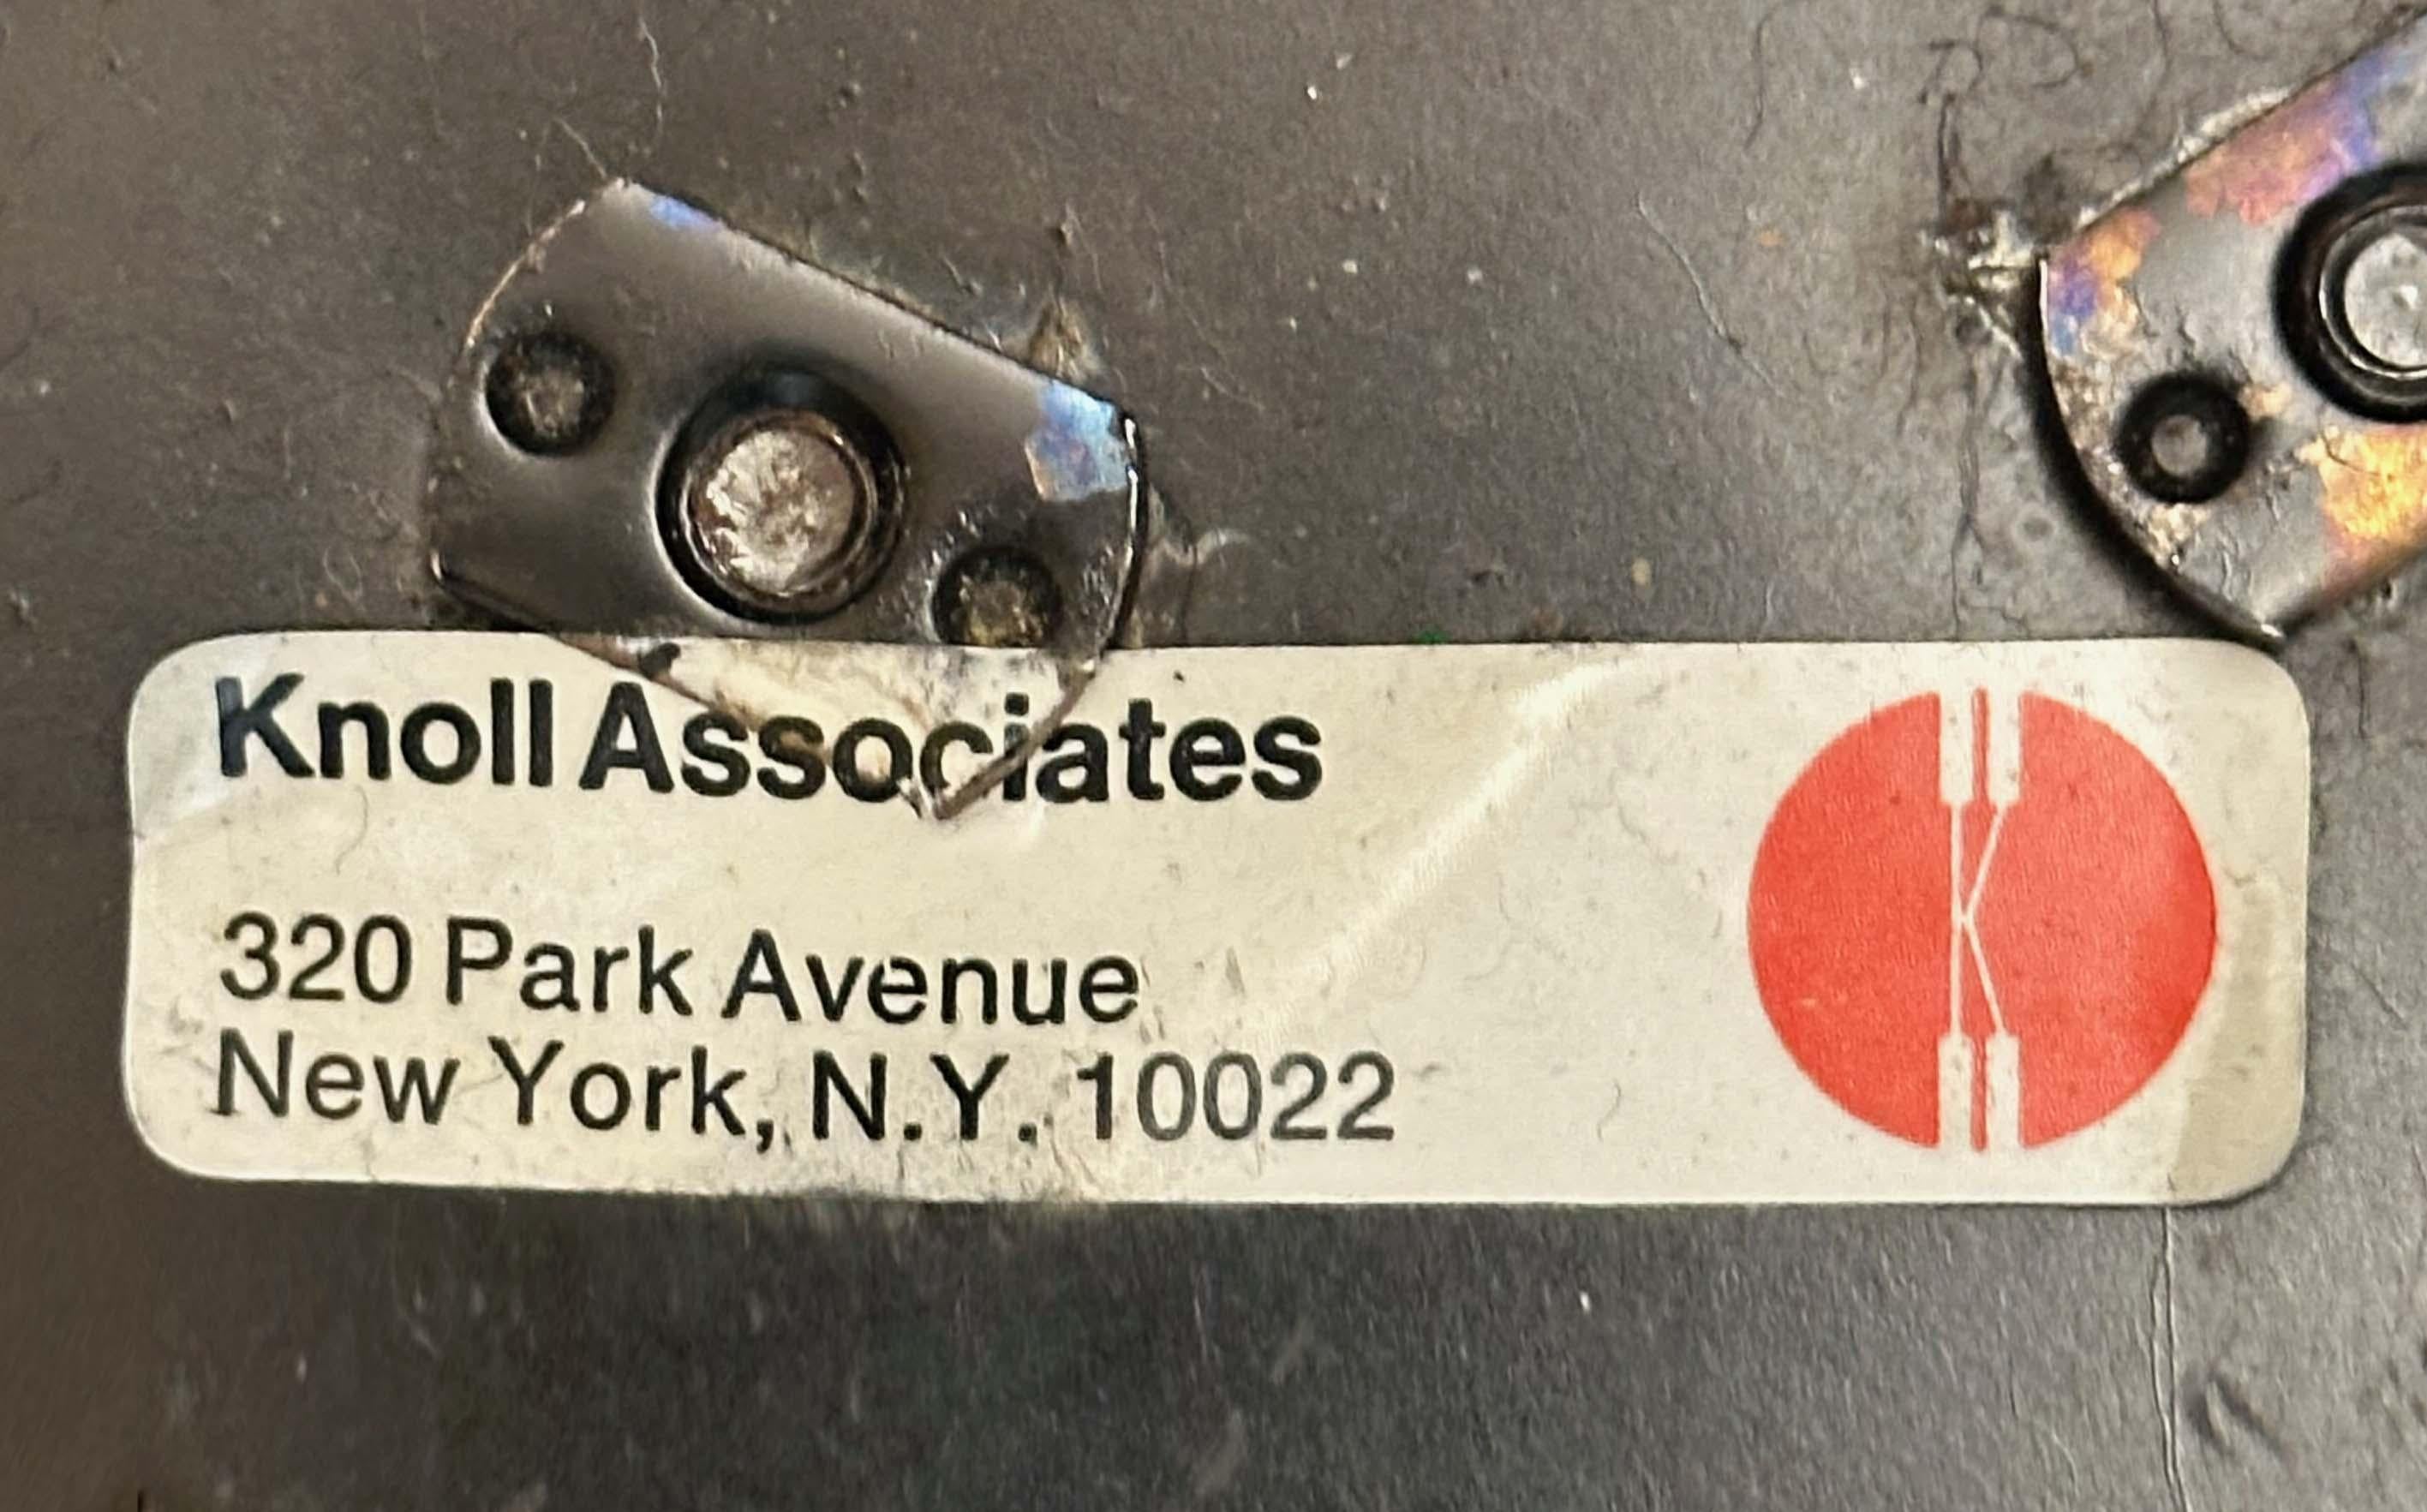 Knoll Associates
320 Park Avenue
New York, N.Y. 10022
K